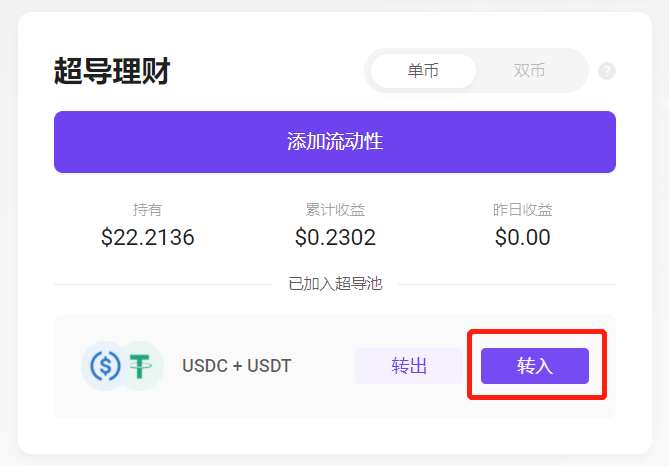 超导理财
单币
双币
?
添加流动性
持有
累计收益
昨日收益
$22.2136
$0.2302
$0.00
已加入超导池
USDC + USDT
转出
转入